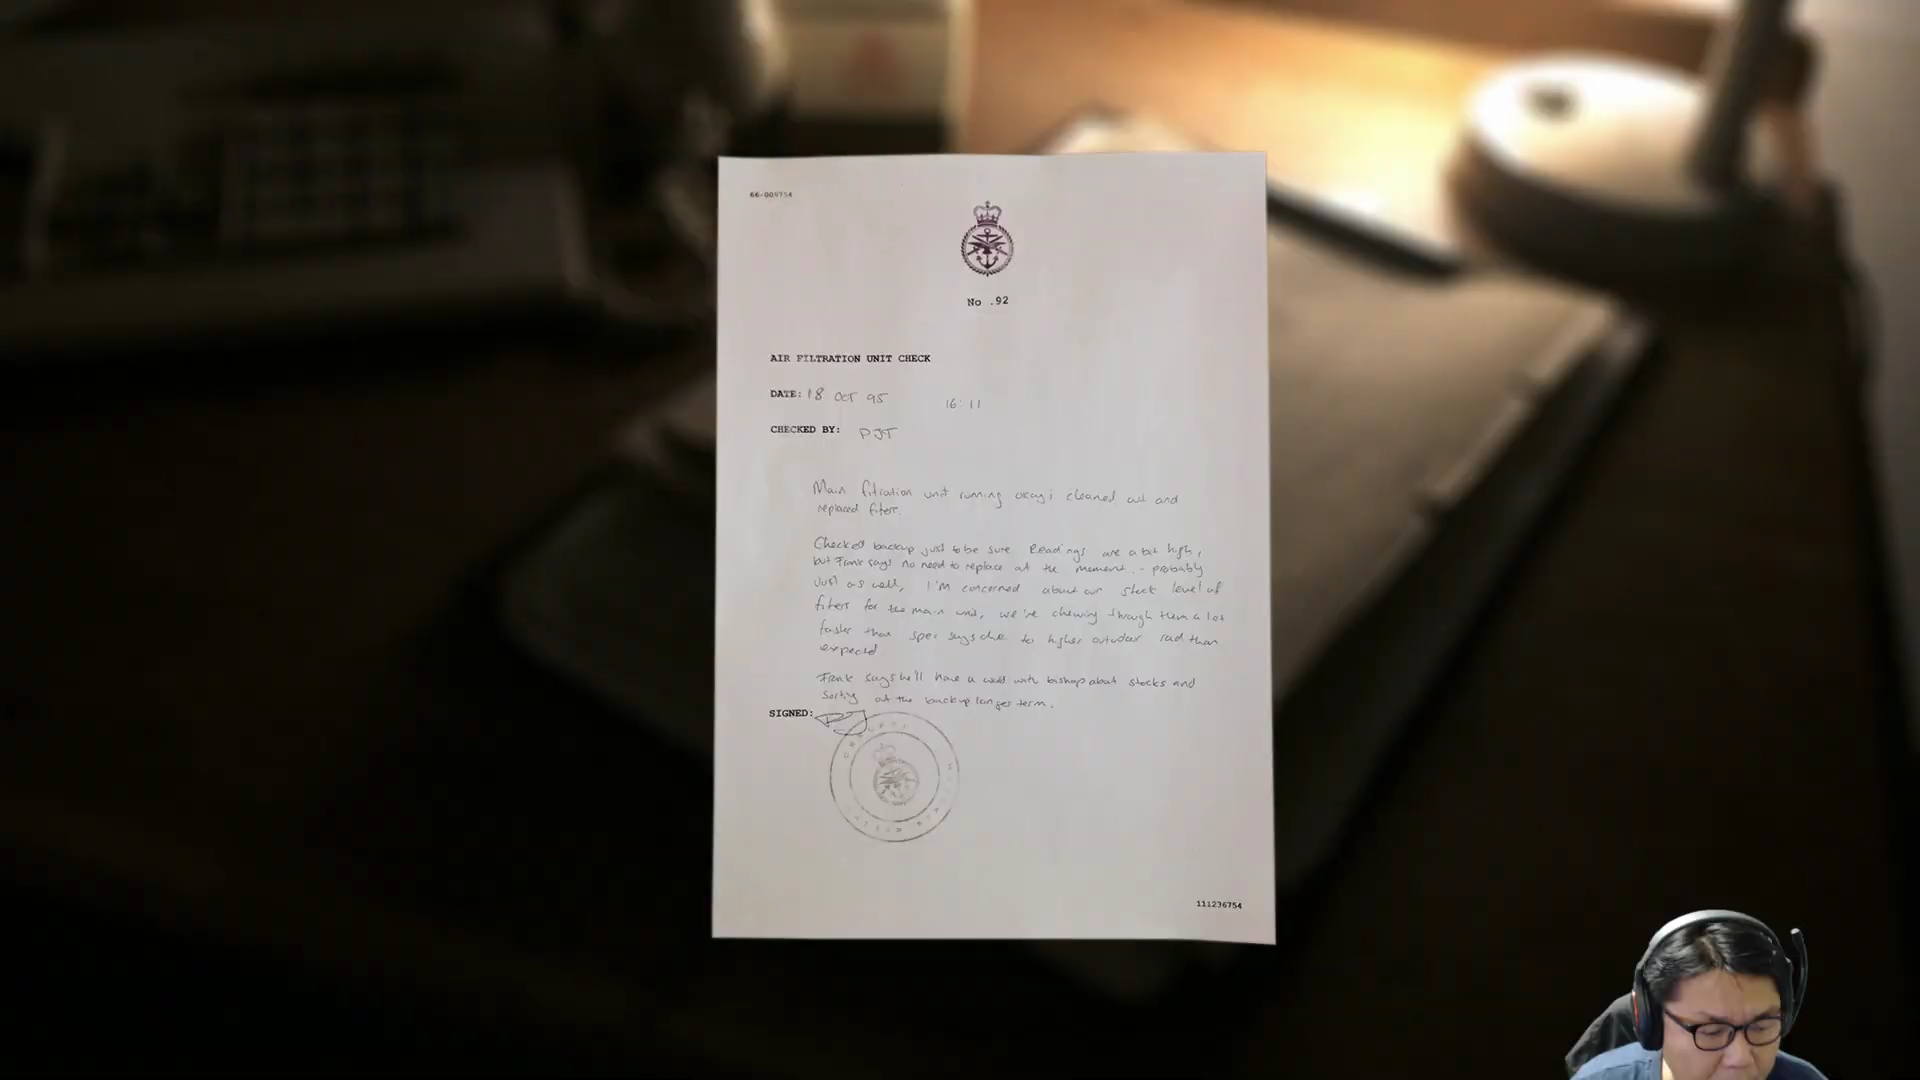 66-009754
No .92
AIR FILTRATION UNIT CHECK
DATE: 18 OCT 95 16:11
CHECKED BY: PJT
Main filtration unit running okay; cleaned out and
replaced filters.
Checked backup just to be sure Readings are a bit high,
but Frank says no need to replace at the moment. - probably
Just as well, I'm concerned about our stock level of
filters for the main unit, we're chewing through them a lot
faster than spec says due to higher outdoor rad than
expected
Frank says he'll have a word with bishop about stocks and
sorting out the backup longer term.
SIGNED: PJ
111236754